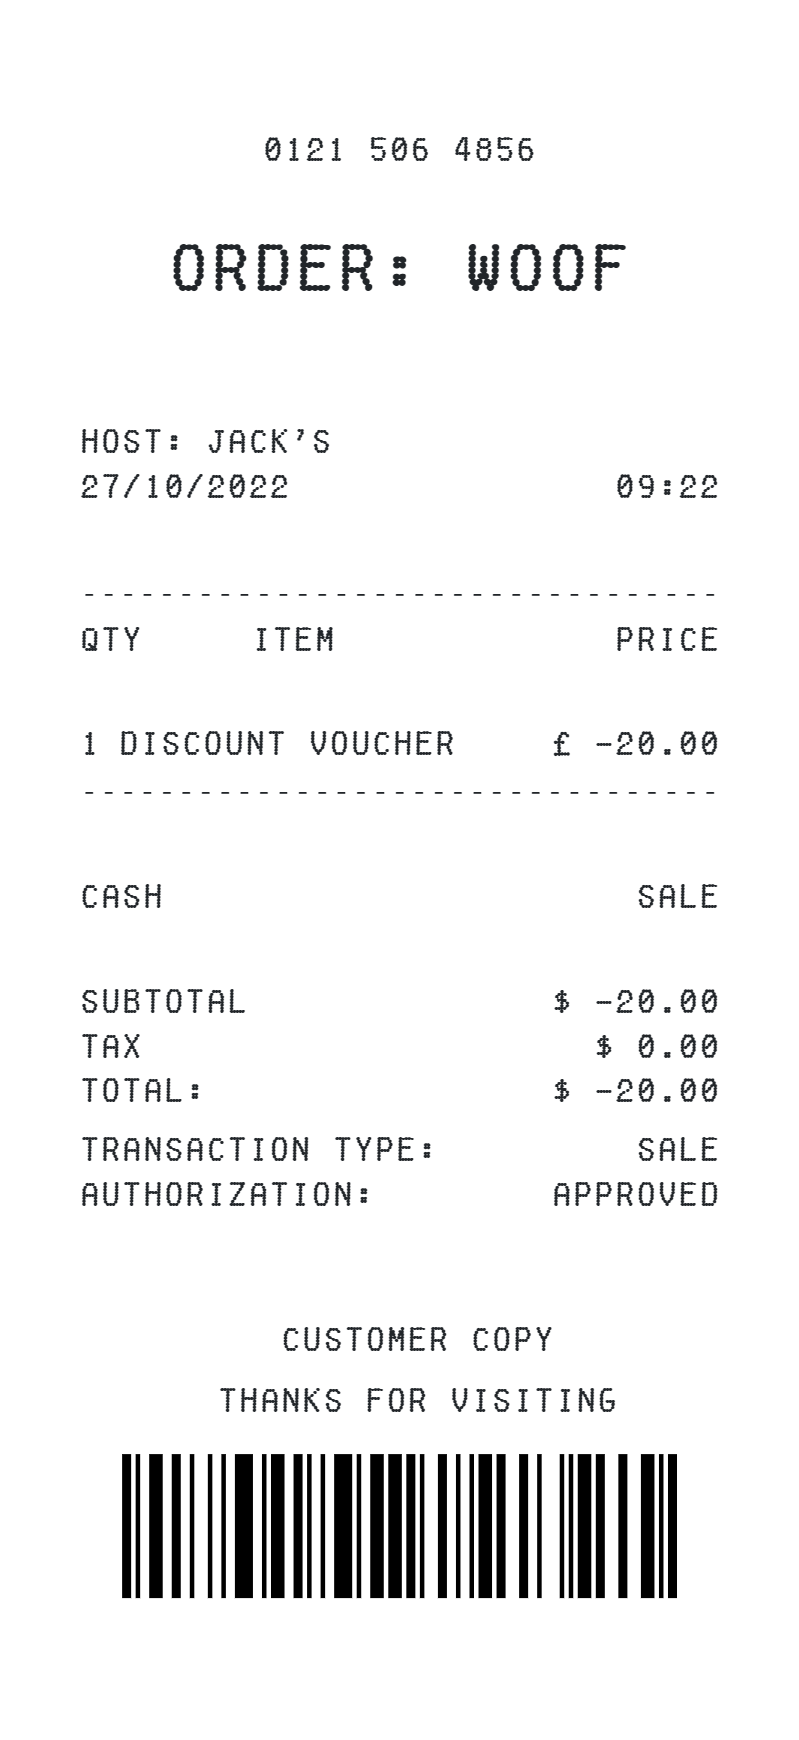 0121 506 4856
ORDER: WOOF
HOST: JACK'S
27/10/2022 09:22
---------------------------------
QTY ITEM PRICE
1 DISCOUNT VOUCHER £ -20.00
---------------------------------
CASH SALE
SUBTOTAL $ -20.00
TAX $ 0.00
TOTAL: $ -20.00
TRANSACTION TYPE: SALE
AUTHORIZATION: APPROVED
CUSTOMER COPY
THANKS FOR VISITING